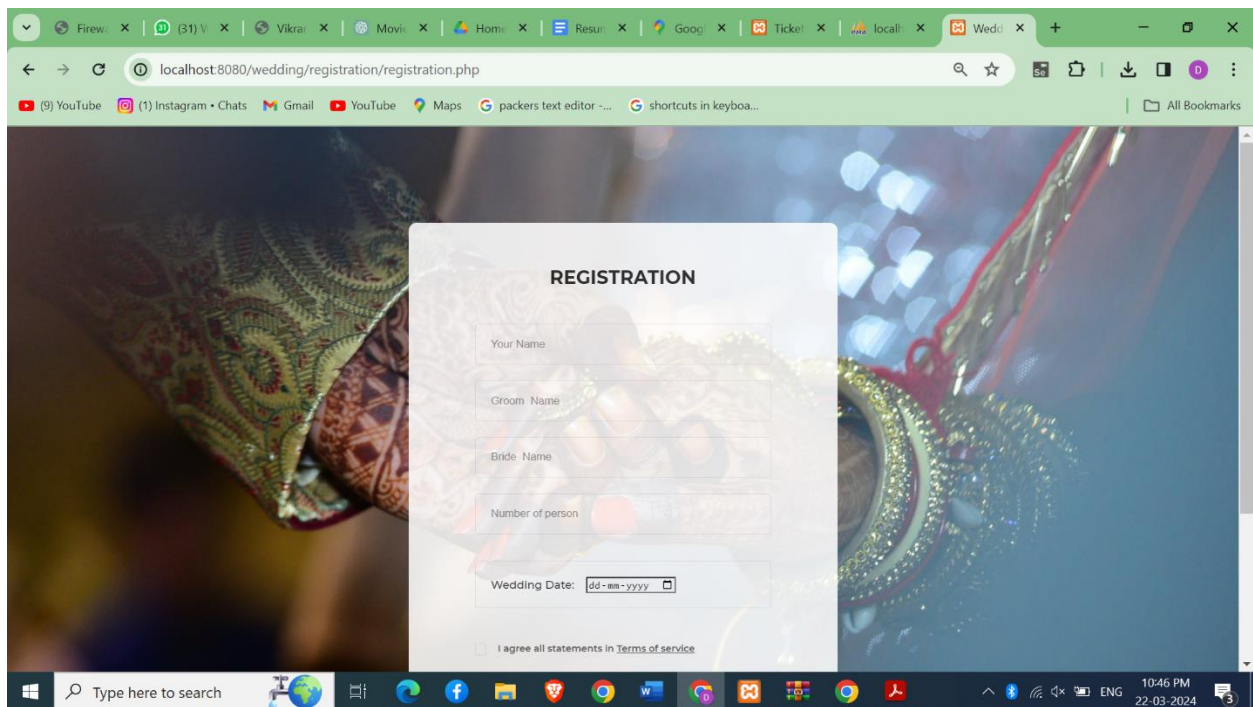 Firew
(31) W
Vikra
Movie
Home
Resun
Googl
Ticket
localh
Wedd
localhost:8080/wedding/registration/registration.php
Se
D
(9) YouTube
(1) Instagram • Chats
Gmail
YouTube
Maps
packers text editor -...
shortcuts in keyboa...
All Bookmarks
REGISTRATION
Your Name
Groom Name
Bride Name
Number of person
Wedding Date: dd-mm-yyyy
I agree all statements in Terms of service
Type here to search
ENG
10:46 PM
22-03-2024
3